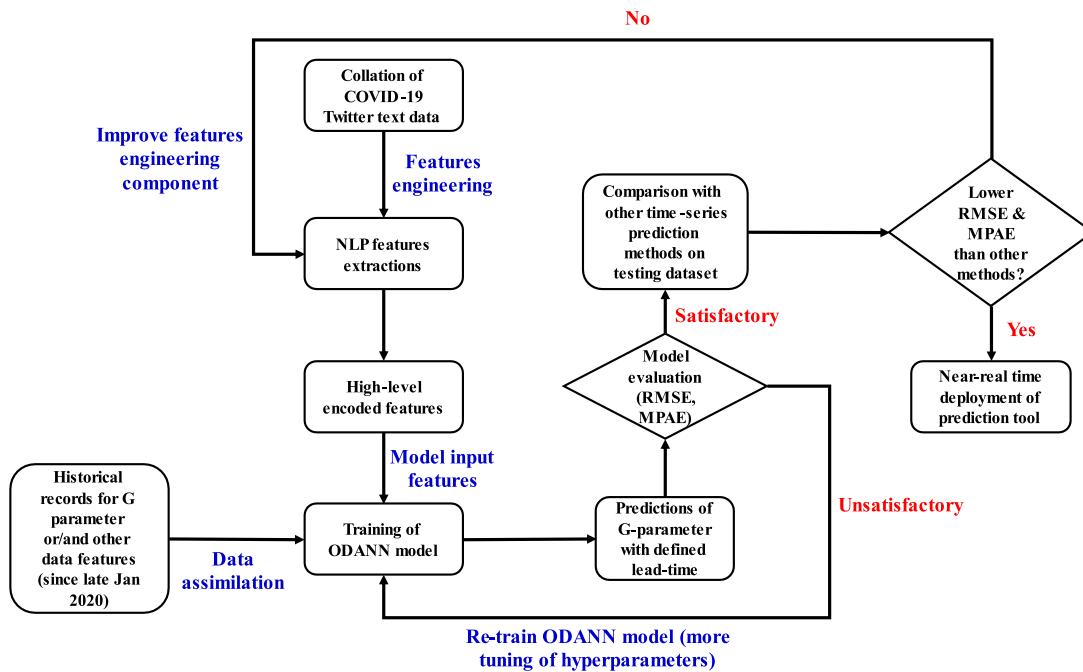 No
Collation of
COVID-19
Twitter text data
Improve features
engineering
component
Features
engineering
NLP features
extractions
Comparison with
other time-series
prediction
methods on
testing dataset
Lower
RMSE &
MPAE
than other
methods?
Satisfactory
Yes
Model
evaluation
(RMSE,
MPAE)
Near-real time
deployment of
prediction tool
High-level
encoded features
Model input
features
Historical
records for G
parameter
or/and other
data features
(since late Jan
2020)
Data
assimilation
Training of
ODANN model
Predictions of
G-parameter
with defined
lead-time
Unsatisfactory
Re-train ODANN model (more
tuning of hyperparameters)